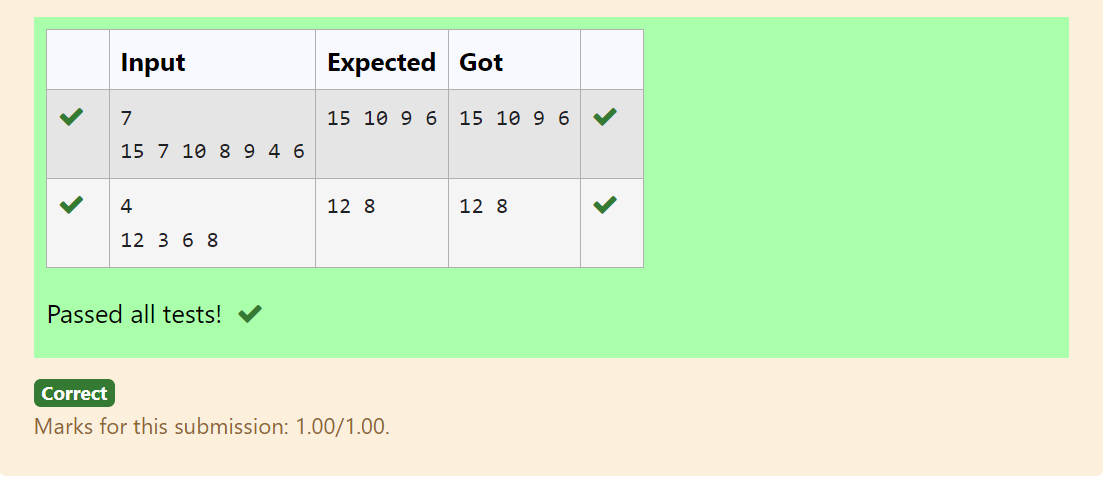 Input Expected Got
7
15 7 10 8 9 4 6
15 10 9 6
15 10 9 6
4
12 3 6 8
12 8
12 8
Passed all tests!
Correct
Marks for this submission: 1.00/1.00.